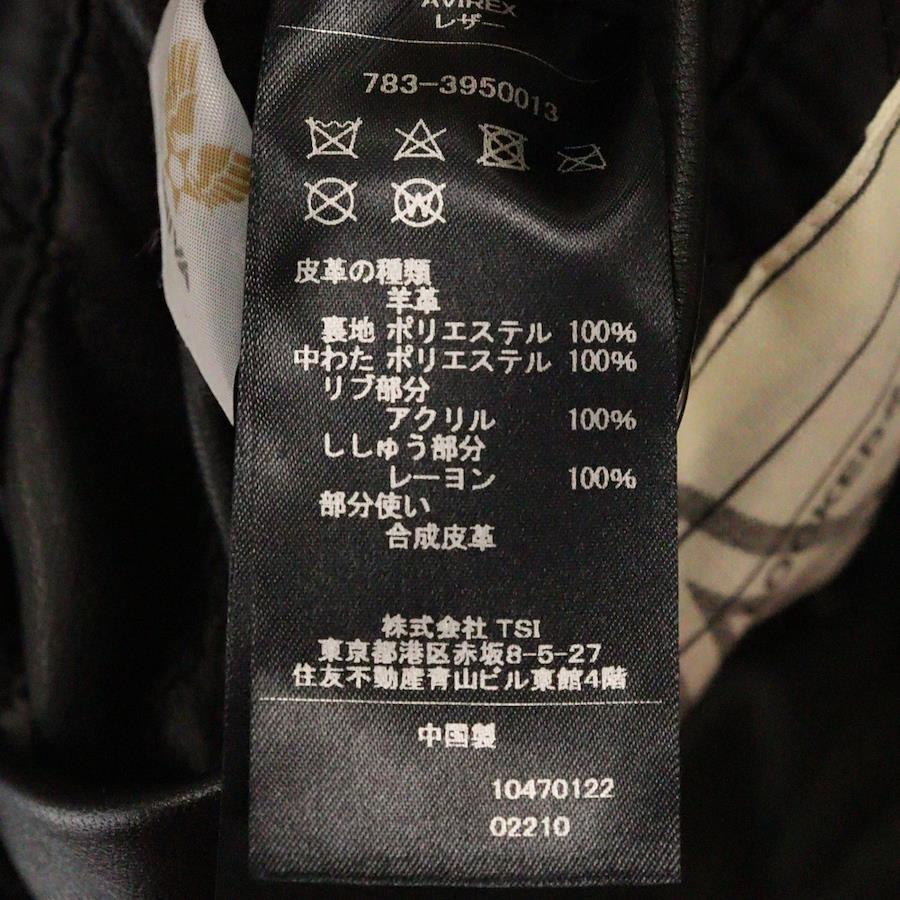 AVIREX
レザー
783-3950013
W
皮革の種類
羊革
裏地 ポリエステル 100%
中わた ポリエステル 100%
リブ部分
アクリル 100%
ししゅう部分
レーヨン 100%
部分使い
合成皮革
株式会社 TSI
東京都港区赤坂8-5-27
住友不動産青山ビル東館4階
中国製
10470122
02210